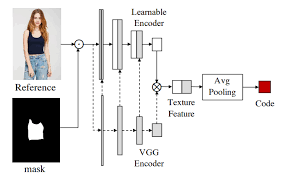 Learnable
Encoder
Reference
mask
VGG
Encoder
Texture
Feature
Avg
Pooling
Code